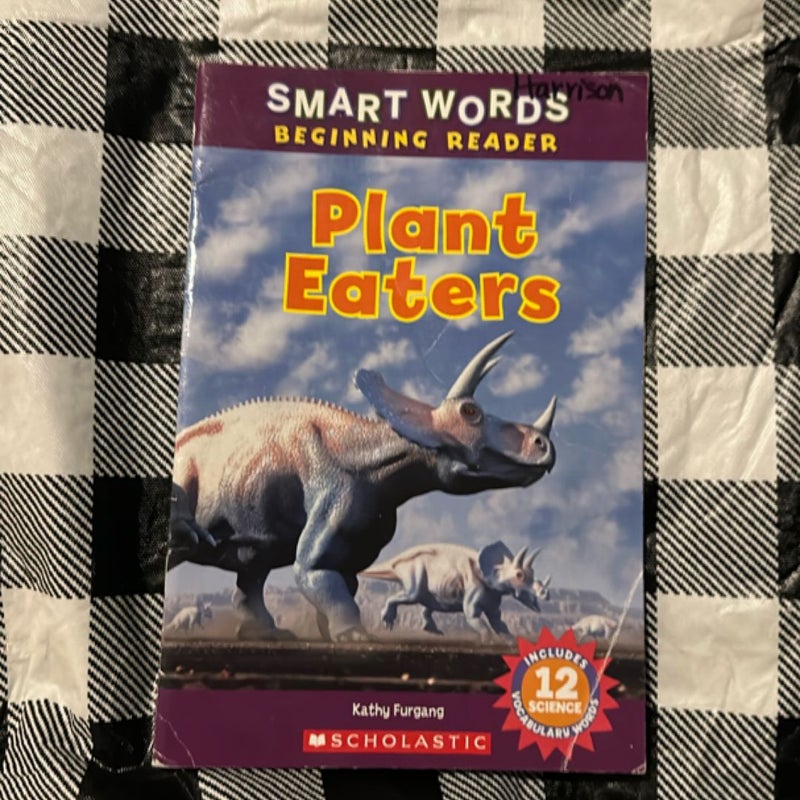 Harrison
SMART WORDS
BEGINNING READER
Plant
Eaters
INCLUDES
12
SCIENCE
VOCABULARY WORDS
Kathy Furgang
SCHOLASTIC